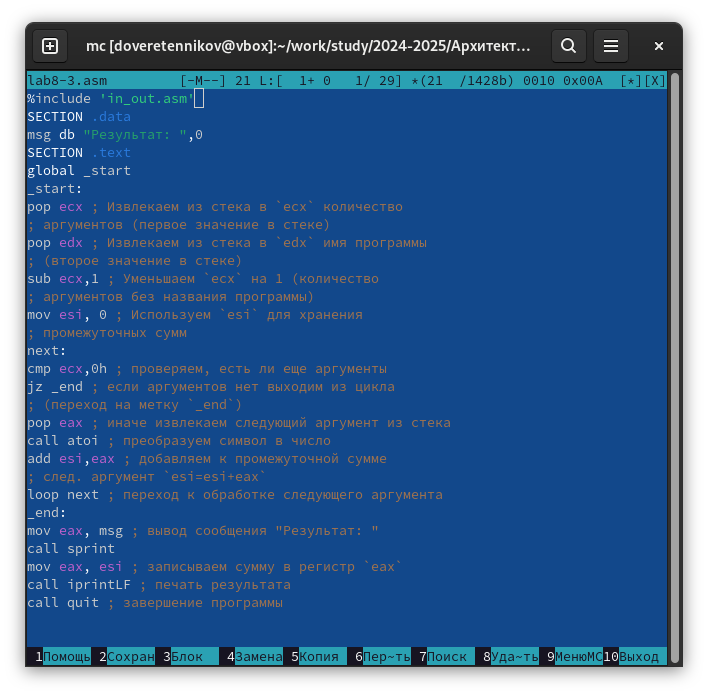 mc [doveretennikov@vbox]:~/work/study/2024-2025/Архитект…
lab8-3.asm [-M--] 21 L:[ 1+ 0 1/ 29] *(21 /1428b) 0010 0x00A [*][X]
%include 'in_out.asm'
SECTION .data
msg db "Результат: ",0
SECTION .text
global _start
_start:
pop ecx ; Извлекаем из стека в `ecx` количество
; аргументов (первое значение в стеке)
pop edx ; Извлекаем из стека в `edx` имя программы
; (второе значение в стеке)
sub ecx,1 ; Уменьшаем `ecx` на 1 (количество
; аргументов без названия программы)
mov esi, 0 ; Используем `esi` для хранения
; промежуточных сумм
next:
cmp ecx,0h ; проверяем, есть ли еще аргументы
jz _end ; если аргументов нет выходим из цикла
; (переход на метку `_end`)
pop eax ; иначе извлекаем следующий аргумент из стека
call atoi ; преобразуем символ в число
add esi,eax ; добавляем к промежуточной сумме
; след. аргумент `esi=esi+eax`
loop next ; переход к обработке следующего аргумента
_end:
mov eax, msg ; вывод сообщения "Результат: "
call sprint
mov eax, esi ; записываем сумму в регистр `eax`
call iprintLF ; печать результата
call quit ; завершение программы
1Помощь 2Сохран 3Блок 4Замена 5Копия 6Пер~ть 7Поиск 8Уда~ть 9МенюMC 10Выход